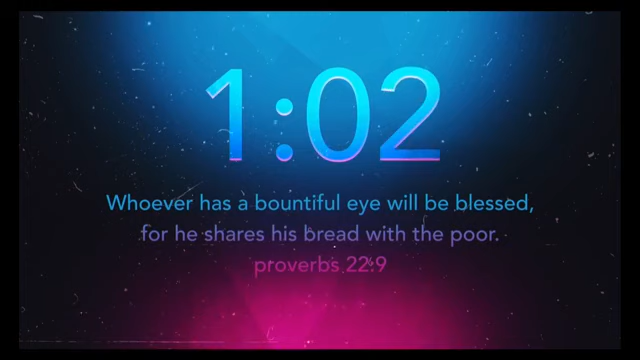 1:02
Whoever has a bountiful eye will be blessed,
for he shares his bread with the poor.
proverbs 22:9